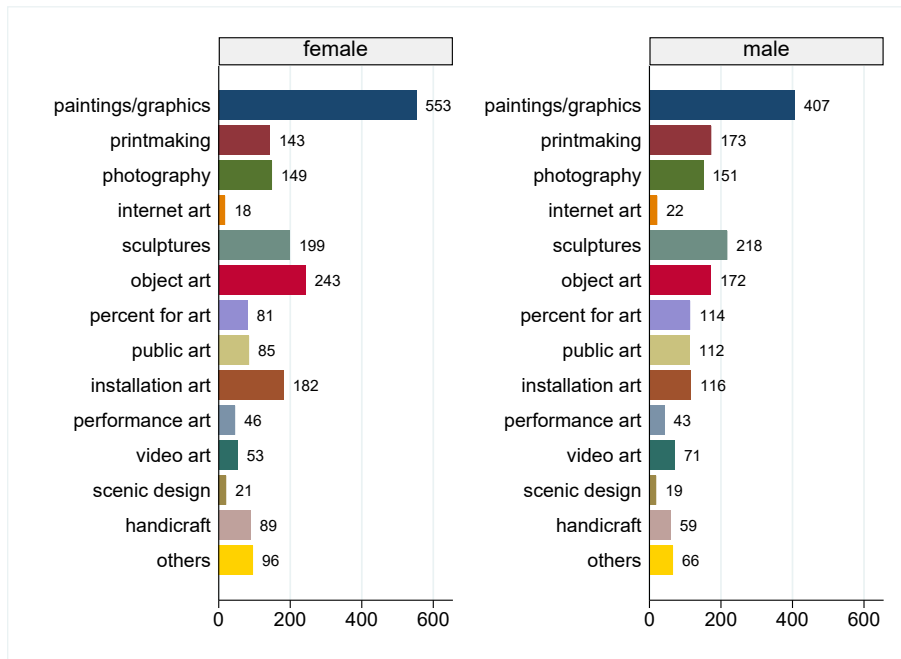 female
paintings/graphics 553
printmaking 143
photography 149
internet art 18
sculptures 199
object art 243
percent for art 81
public art 85
installation art 182
performance art 46
video art 53
scenic design 21
handicraft 89
others 96
0 200 400 600
male
paintings/graphics 407
printmaking 173
photography 151
internet art 22
sculptures 218
object art 172
percent for art 114
public art 112
installation art 116
performance art 43
video art 71
scenic design 19
handicraft 59
others 66
0 200 400 600